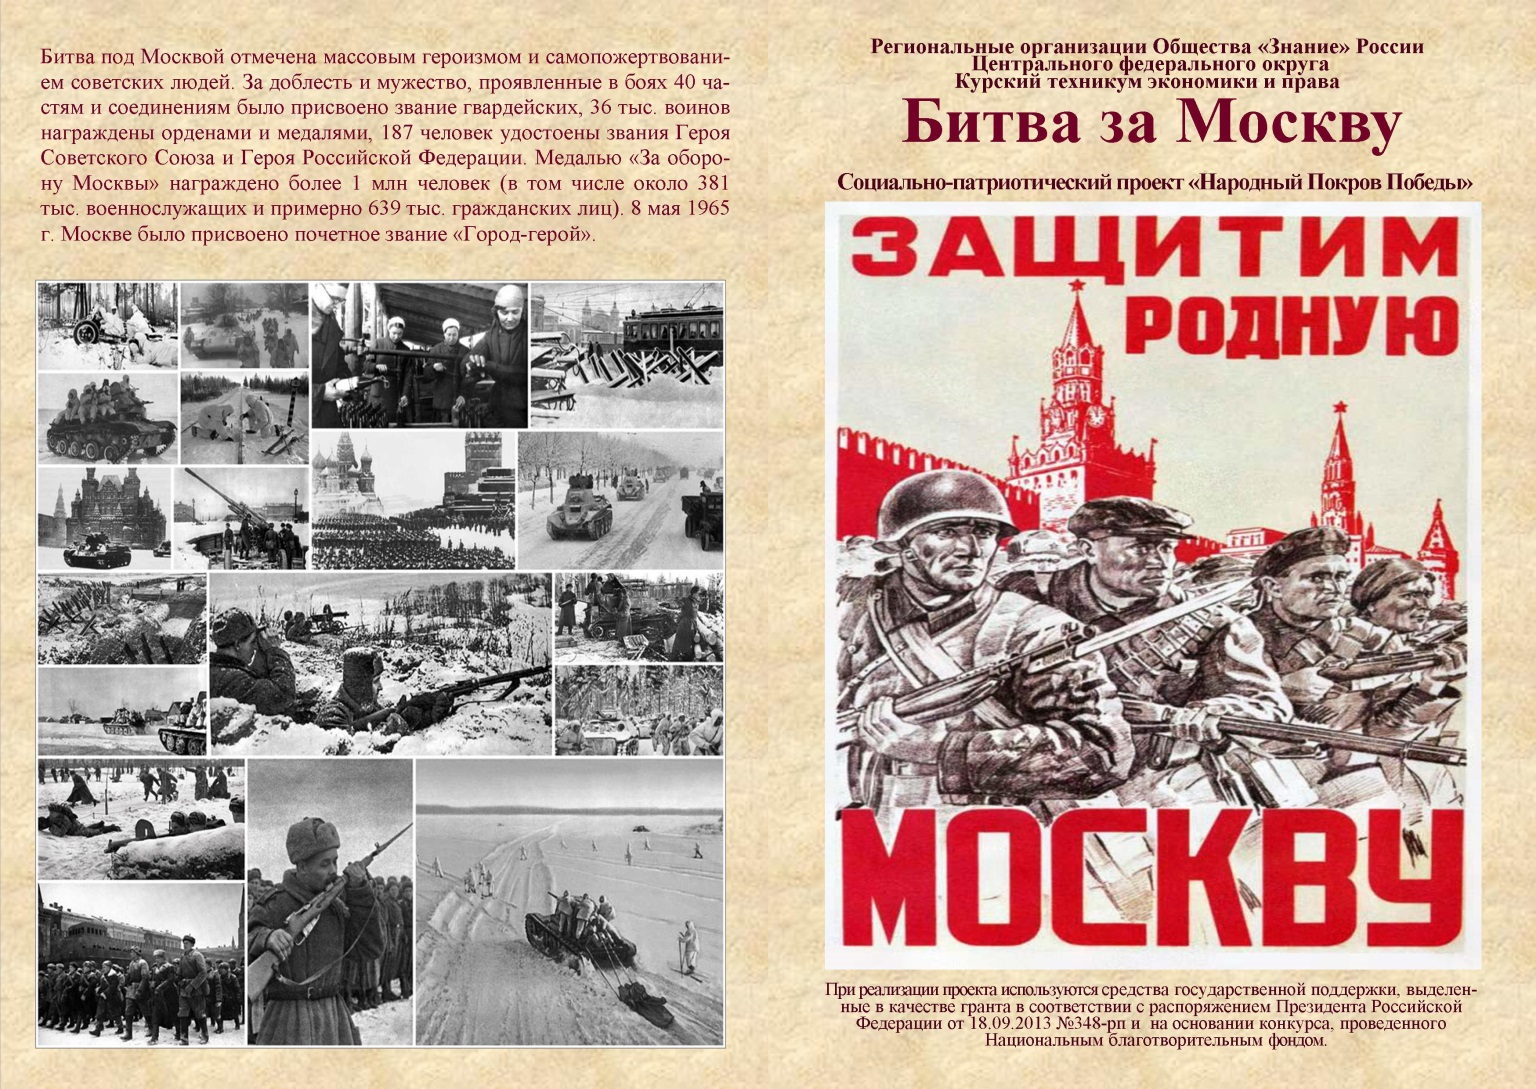 Битва под Москвой отмечена массовым героизмом и самопожертвовани-
ем советских людей. За доблесть и мужество, проявленные в боях 40 ча-
стям и соединениям было присвоено звание гвардейских, 36 тыс. воинов
награждены орденами и медалями, 187 человек удостоены звания Героя
Советского Союза и Героя Российской Федерации. Медалью «За оборо-
ну Москвы» награждено более 1 млн человек (в том числе около 381
тыс. военнослужащих и примерно 639 тыс. гражданских лиц). 8 мая 1965
г. Москве было присвоено почетное звание «Город-герой».
Региональные организации Общества «Знание» России
Центрального федерального округа
Курский техникум экономики и права
Битва за Москву
Социально-патриотический проект «Народный Покров Победы»
ЗАЩИТИМ
РОДНУЮ
МОСКВУ
При реализации проекта используются средства государственной поддержки, выделен-
ные в качестве гранта в соответствии с распоряжением Президента Российской
Федерации от 18.09.2013 №348-рп и на основании конкурса, проведенного
Национальным благотворительным фондом.